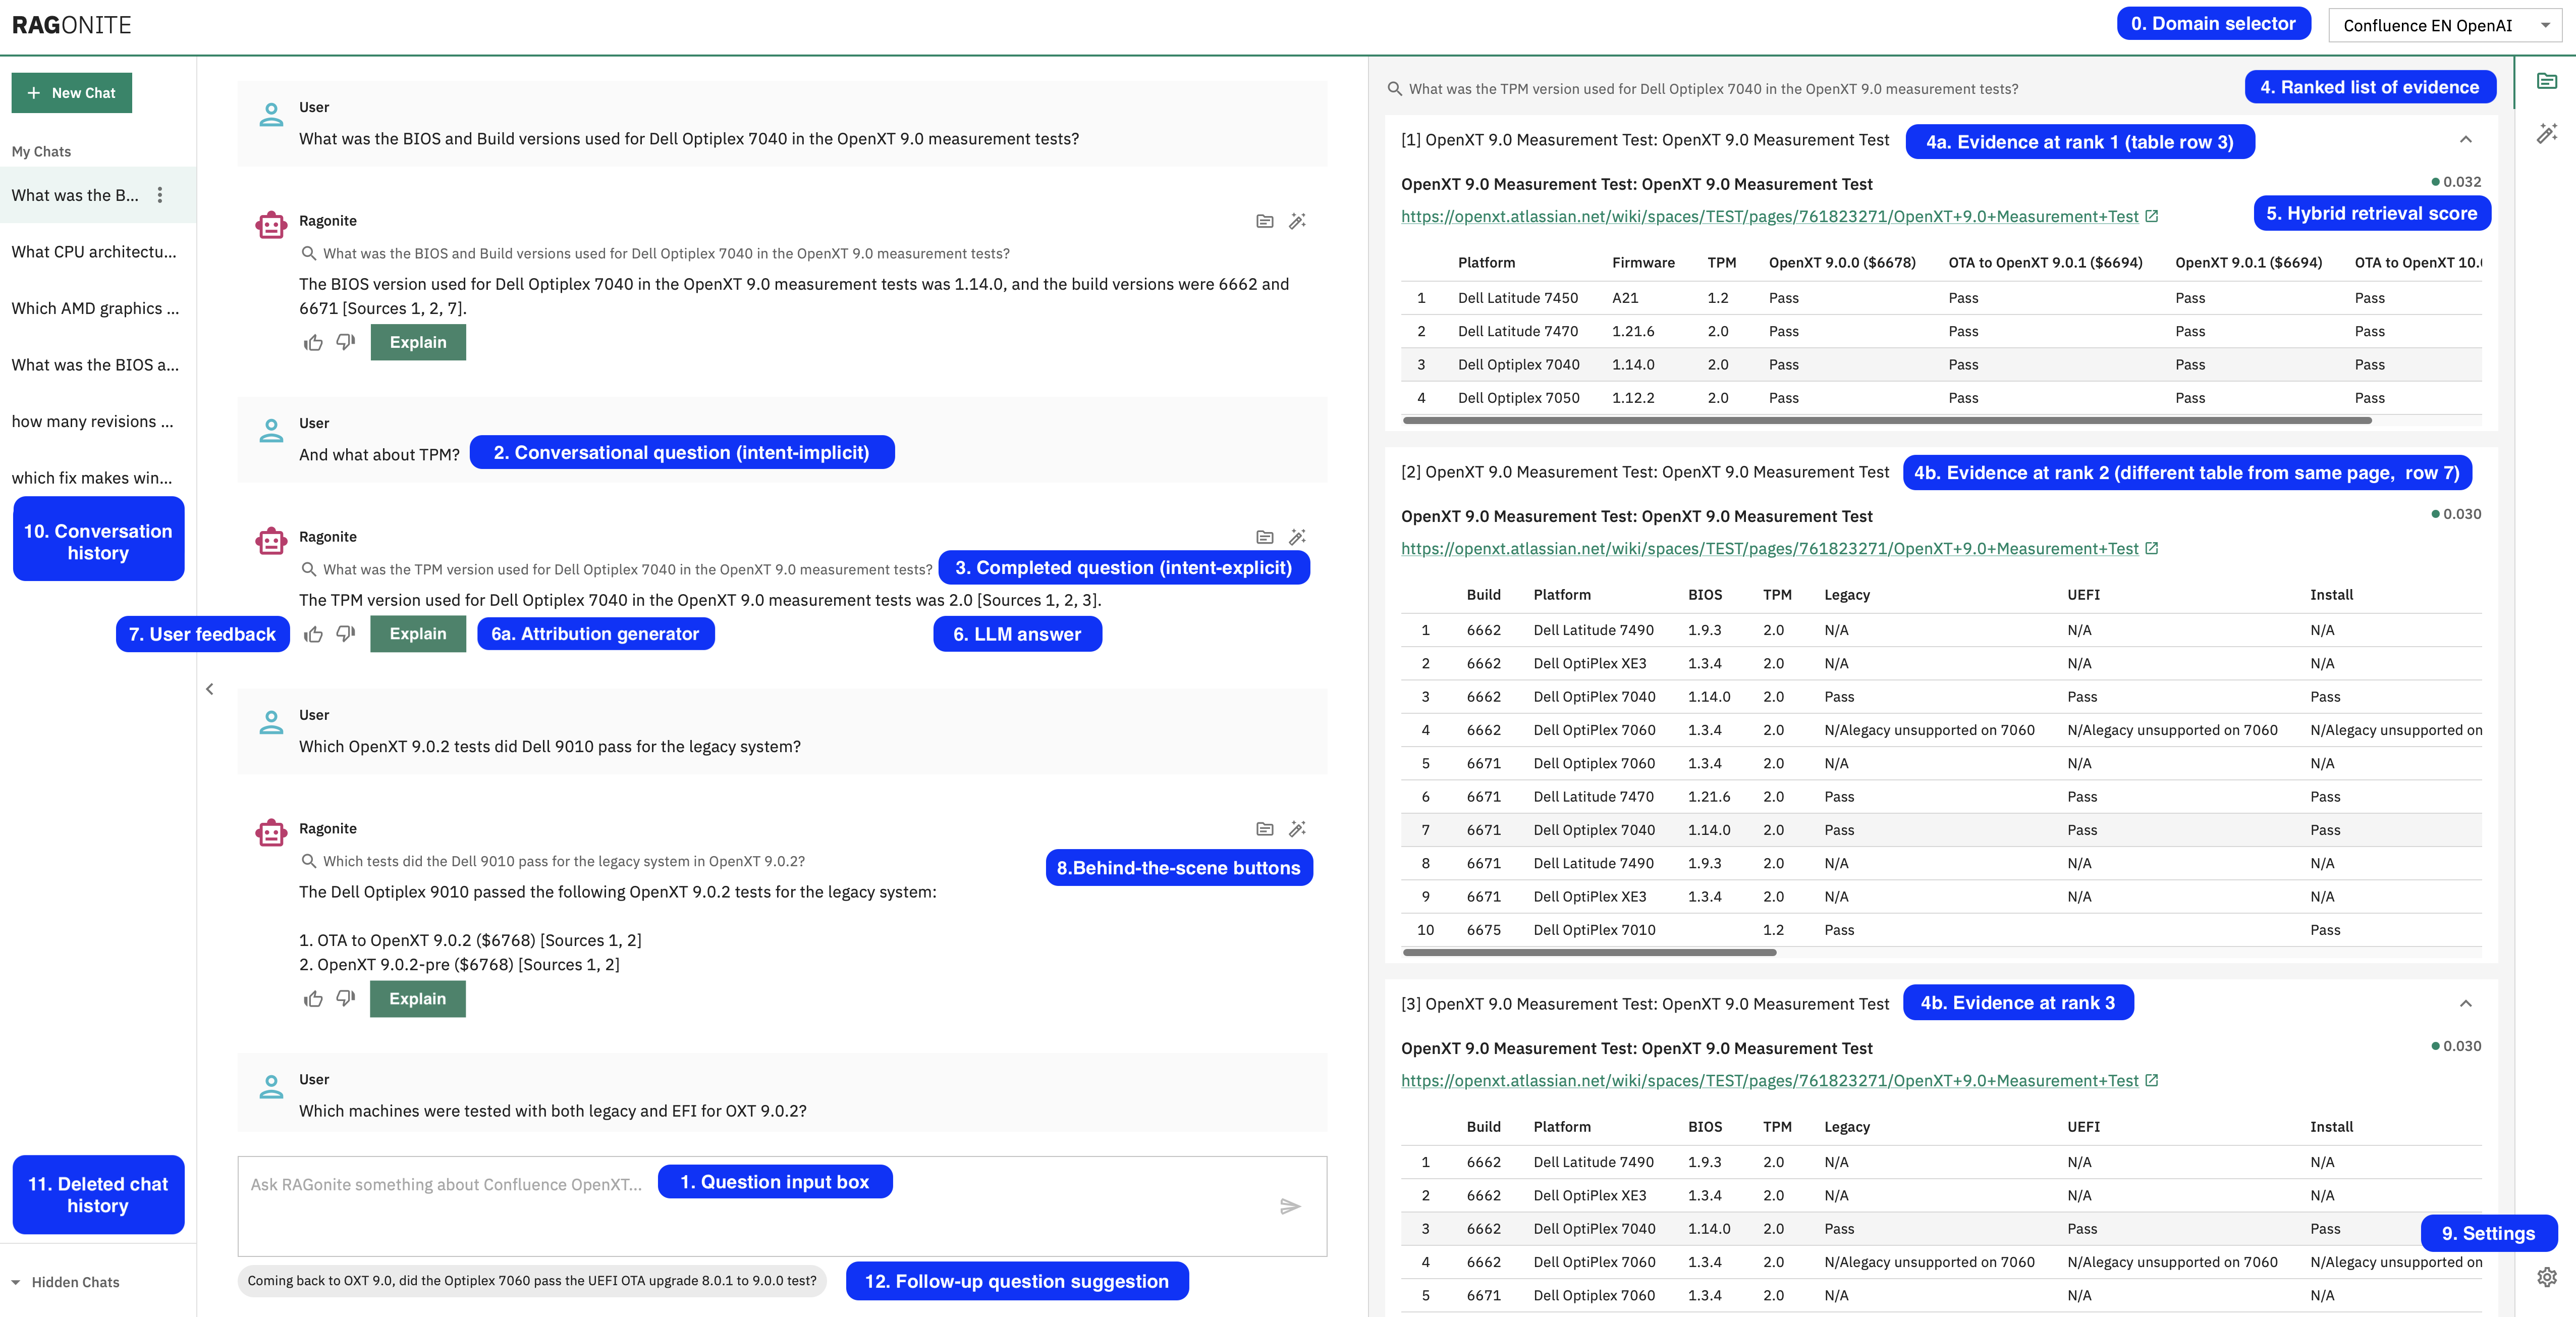 RAGONITE
0. Domain selector
Confluence EN OpenAI
New Chat
My Chats
What was the B...
What CPU architectu...
Which AMD graphics ...
What was the BIOS a...
how many revisions ...
which fix makes win...
10. Conversation
history
11. Deleted chat
history
Hidden Chats
User
What was the BIOS and Build versions used for Dell Optiplex 7040 in the OpenXT 9.0 measurement tests?
Ragonite
What was the BIOS and Build versions used for Dell Optiplex 7040 in the OpenXT 9.0 measurement tests?
The BIOS version used for Dell Optiplex 7040 in the OpenXT 9.0 measurement tests was 1.14.0, and the build versions were 6662 and
6671 [Sources 1, 2, 7].
Explain
User
And what about TPM? 2. Conversational question (intent-implicit)
Ragonite
What was the TPM version used for Dell Optiplex 7040 in the OpenXT 9.0 measurement tests? 3. Completed question (intent-explicit)
The TPM version used for Dell Optiplex 7040 in the OpenXT 9.0 measurement tests was 2.0 [Sources 1, 2, 3].
7. User feedback Explain 6a. Attribution generator 6. LLM answer
User
Which OpenXT 9.0.2 tests did Dell 9010 pass for the legacy system?
Ragonite
Which tests did the Dell 9010 pass for the legacy system in OpenXT 9.0.2?
8.Behind-the-scene buttons
The Dell Optiplex 9010 passed the following OpenXT 9.0.2 tests for the legacy system:
1. OTA to OpenXT 9.0.2 ($6768) [Sources 1, 2]
2. OpenXT 9.0.2-pre ($6768) [Sources 1, 2]
Explain
User
Which machines were tested with both legacy and EFI for OXT 9.0.2?
Ask RAGonite something about Confluence OpenXT... 1. Question input box
Coming back to OXT 9.0, did the Optiplex 7060 pass the UEFI OTA upgrade 8.0.1 to 9.0.0 test? 12. Follow-up question suggestion
What was the TPM version used for Dell Optiplex 7040 in the OpenXT 9.0 measurement tests? 4. Ranked list of evidence
[1] OpenXT 9.0 Measurement Test: OpenXT 9.0 Measurement Test 4a. Evidence at rank 1 (table row 3)
OpenXT 9.0 Measurement Test: OpenXT 9.0 Measurement Test 0.032
https://openxt.atlassian.net/wiki/spaces/TEST/pages/761823271/OpenXT+9.0+Measurement+Test 5. Hybrid retrieval score
Platform Firmware TPM OpenXT 9.0.0 ($6678) OTA to OpenXT 9.0.1 ($6694) OpenXT 9.0.1 ($6694) OTA to OpenXT 10.
1 Dell Latitude 7450 A21 1.2 Pass Pass Pass Pass
2 Dell Latitude 7470 1.21.6 2.0 Pass Pass Pass Pass
3 Dell Optiplex 7040 1.14.0 2.0 Pass Pass Pass Pass
4 Dell Optiplex 7050 1.12.2 2.0 Pass Pass Pass Pass
[2] OpenXT 9.0 Measurement Test: OpenXT 9.0 Measurement Test 4b. Evidence at rank 2 (different table from same page, row 7)
OpenXT 9.0 Measurement Test: OpenXT 9.0 Measurement Test 0.030
https://openxt.atlassian.net/wiki/spaces/TEST/pages/761823271/OpenXT+9.0+Measurement+Test
Build Platform BIOS TPM Legacy UEFI Install
1 6662 Dell Latitude 7490 1.9.3 2.0 N/A N/A N/A
2 6662 Dell OptiPlex XE3 1.3.4 2.0 N/A N/A N/A
3 6662 Dell OptiPlex 7040 1.14.0 2.0 Pass Pass Pass
4 6662 Dell OptiPlex 7060 1.3.4 2.0 N/Alegacy unsupported on 7060 N/Alegacy unsupported on 7060 N/Alegacy unsupported on
5 6671 Dell Optiplex 7060 1.3.4 2.0 N/A N/A N/A
6 6671 Dell Latitude 7470 1.21.6 2.0 Pass Pass Pass
7 6671 Dell Optiplex 7040 1.14.0 2.0 Pass Pass Pass
8 6671 Dell Latitude 7490 1.9.3 2.0 N/A N/A N/A
9 6671 Dell OptiPlex XE3 1.3.4 2.0 N/A N/A N/A
10 6675 Dell OptiPlex 7010 1.2 Pass Pass
[3] OpenXT 9.0 Measurement Test: OpenXT 9.0 Measurement Test 4b. Evidence at rank 3
OpenXT 9.0 Measurement Test: OpenXT 9.0 Measurement Test 0.030
https://openxt.atlassian.net/wiki/spaces/TEST/pages/761823271/OpenXT+9.0+Measurement+Test
Build Platform BIOS TPM Legacy UEFI Install
1 6662 Dell Latitude 7490 1.9.3 2.0 N/A N/A N/A
2 6662 Dell OptiPlex XE3 1.3.4 2.0 N/A N/A N/A
3 6662 Dell OptiPlex 7040 1.14.0 2.0 Pass Pass Pass
9. Settings
4 6662 Dell OptiPlex 7060 1.3.4 2.0 N/Alegacy unsupported on 7060 N/Alegacy unsupported on 7060 N/Alegacy unsupported on
5 6671 Dell Optiplex 7060 1.3.4 2.0 N/A N/A N/A